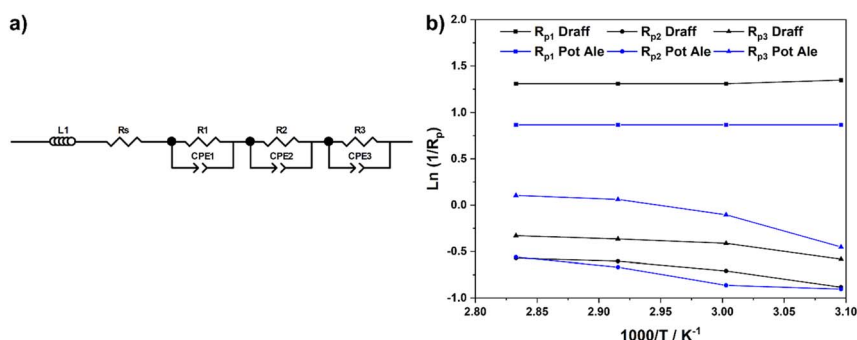 a)
L1
Rs
R1
R2
R3
CPE1
CPE2
CPE3
b)
Rp1 Draff Rp2 Draff Rp3 Draff
Rp1 Pot Ale Rp2 Pot Ale Rp3 Pot Ale
Ln (1/Rp)
2.0
1.5
1.0
0.5
0.0
-0.5
-1.0
2.80 2.85 2.90 2.95 3.00 3.05 3.10
1000/T / K-1